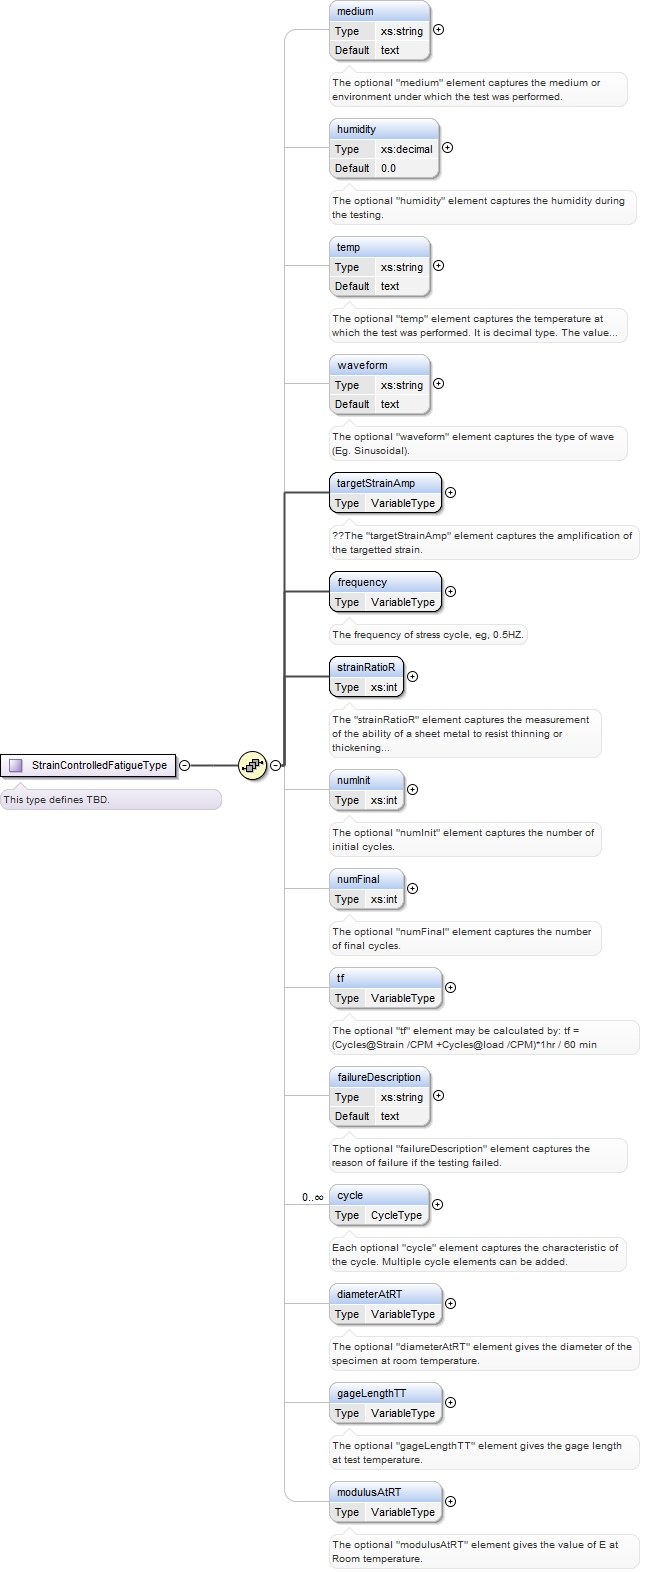 medium
Type xs:string
Default text
The optional "medium" element captures the medium or
environment under which the test was performed.
humidity
Type xs:decimal
Default 0.0
The optional "humidity" element captures the humidity during
the testing.
temp
Type xs:string
Default text
The optional "temp" element captures the temperature at
which the test was performed. It is decimal type. The value...
waveform
Type xs:string
Default text
The optional "waveform" element captures the type of wave
(Eg. Sinusoidal).
targetStrainAmp
Type VariableType
??The "targetStrainAmp" element captures the amplification of
the targetted strain.
frequency
Type VariableType
The frequency of stress cycle, eg, 0.5HZ.
strainRatioR
Type xs:int
The "strainRatioR" element captures the measurement
of the ability of a sheet metal to resist thinning or
thickening...
StrainControlledFatigueType
This type defines TBD.
numInit
Type xs:int
The optional "numInit" element captures the number of
initial cycles.
numFinal
Type xs:int
The optional "numFinal" element captures the number
of final cycles.
tf
Type VariableType
The optional "tf" element may be calculated by: tf =
(Cycles@Strain /CPM +Cycles@load /CPM)*1hr / 60 min
failureDescription
Type xs:string
Default text
The optional "failureDescription" element captures the
reason of failure if the testing failed.
0..∞
cycle
Type CycleType
Each optional "cycle" element captures the characteristic of
the cycle. Multiple cycle elements can be added.
diameterAtRT
Type VariableType
The optional "diameterAtRT" element gives the diameter of the
specimen at room temperature.
gageLengthTT
Type VariableType
The optional "gageLengthTT" element gives the gage length
at test temperature.
modulusAtRT
Type VariableType
The optional "modulusAtRT" element gives the value of E at
Room temperature.